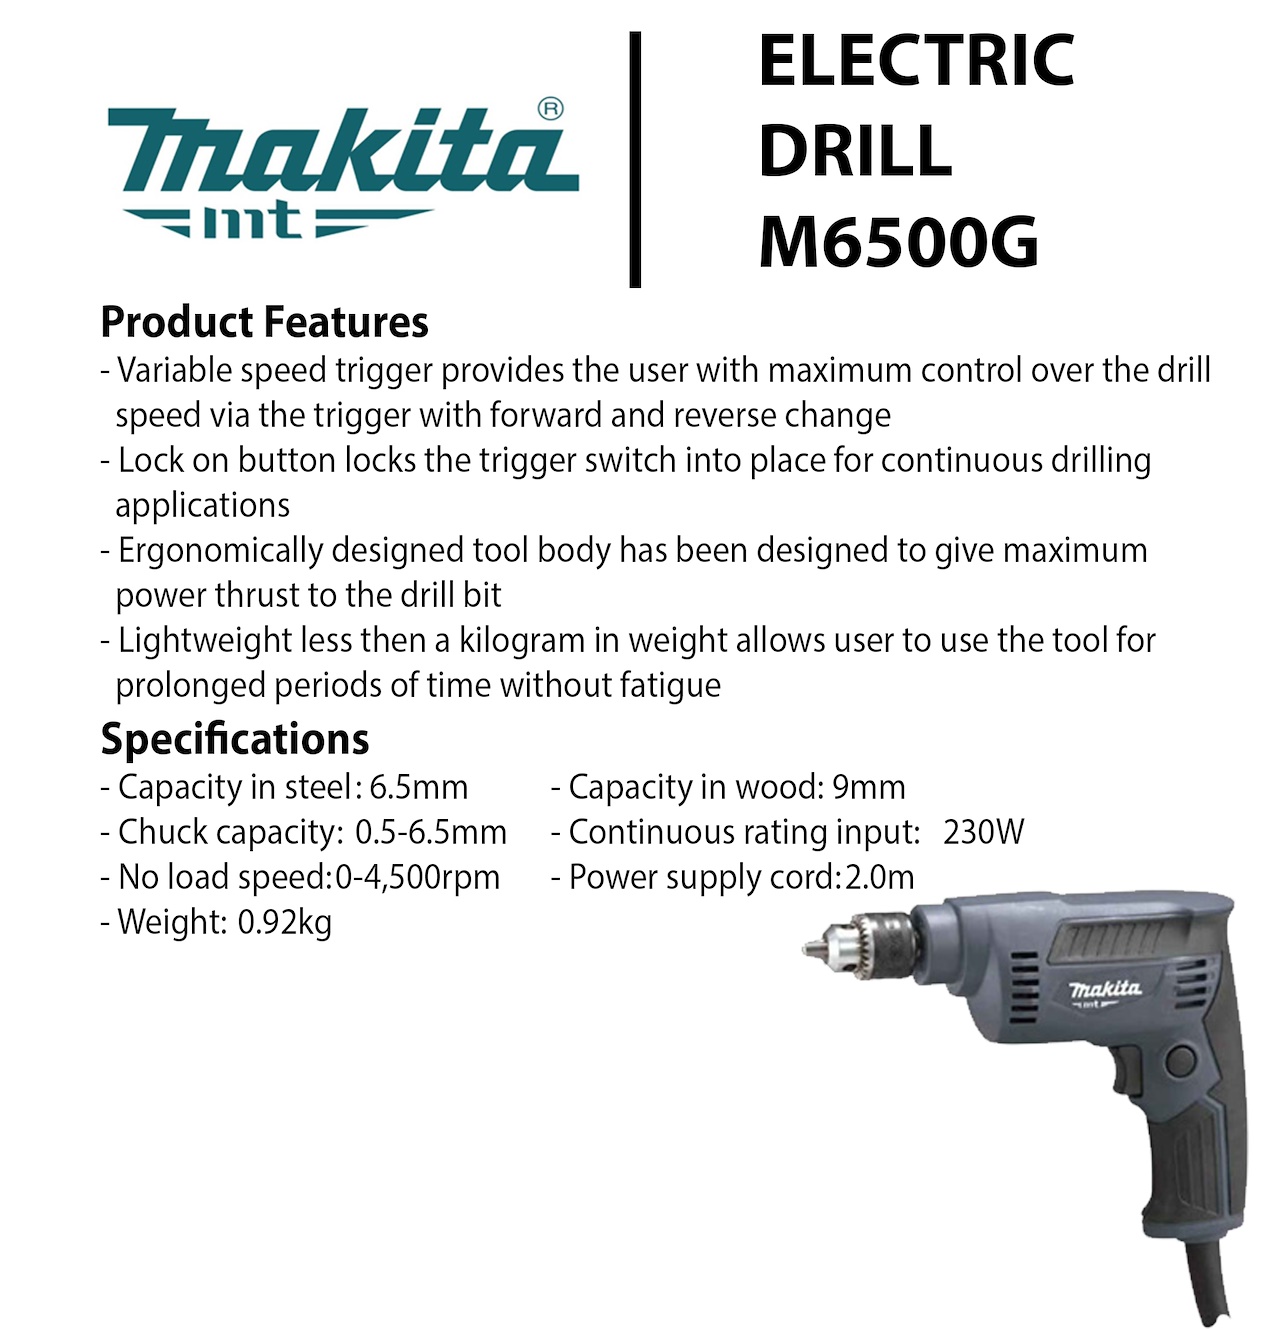 makita®
mt
ELECTRIC
DRILL
M6500G
Product Features
- Variable speed trigger provides the user with maximum control over the drill
speed via the trigger with forward and reverse change
- Lock on button locks the trigger switch into place for continuous drilling
applications
- Ergonomically designed tool body has been designed to give maximum
power thrust to the drill bit
- Lightweight less then a kilogram in weight allows user to use the tool for
prolonged periods of time without fatigue
Specifications
- Capacity in steel: 6.5mm
- Chuck capacity: 0.5-6.5mm
- No load speed:0-4,500rpm
- Weight: 0.92kg
- Capacity in wood: 9mm
- Continuous rating input: 230W
- Power supply cord:2.0m
makita
mt